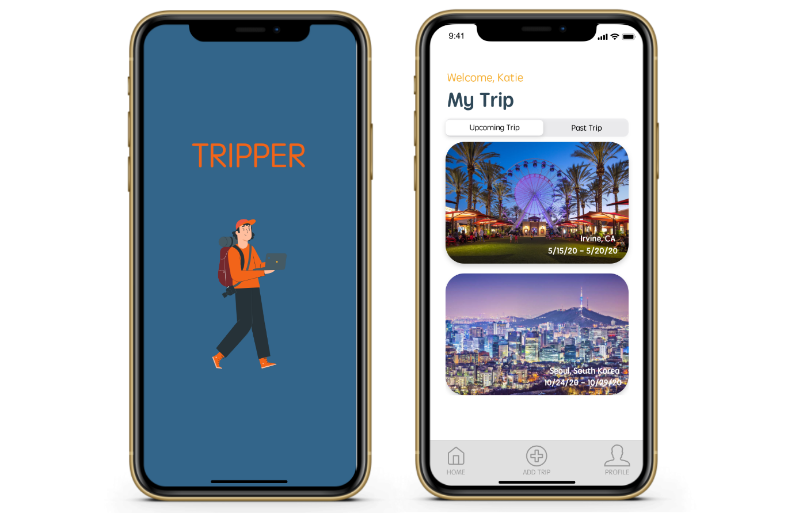 TRIPPER
9:41
Welcome, Katie
My Trip
Upcoming Trip
Past Trip
Irvine, CA
5/15/20 - 5/20/20
Seoul, South Korea
10/24/20 - 10/29/20
HOME
ADD TRIP
PROFILE